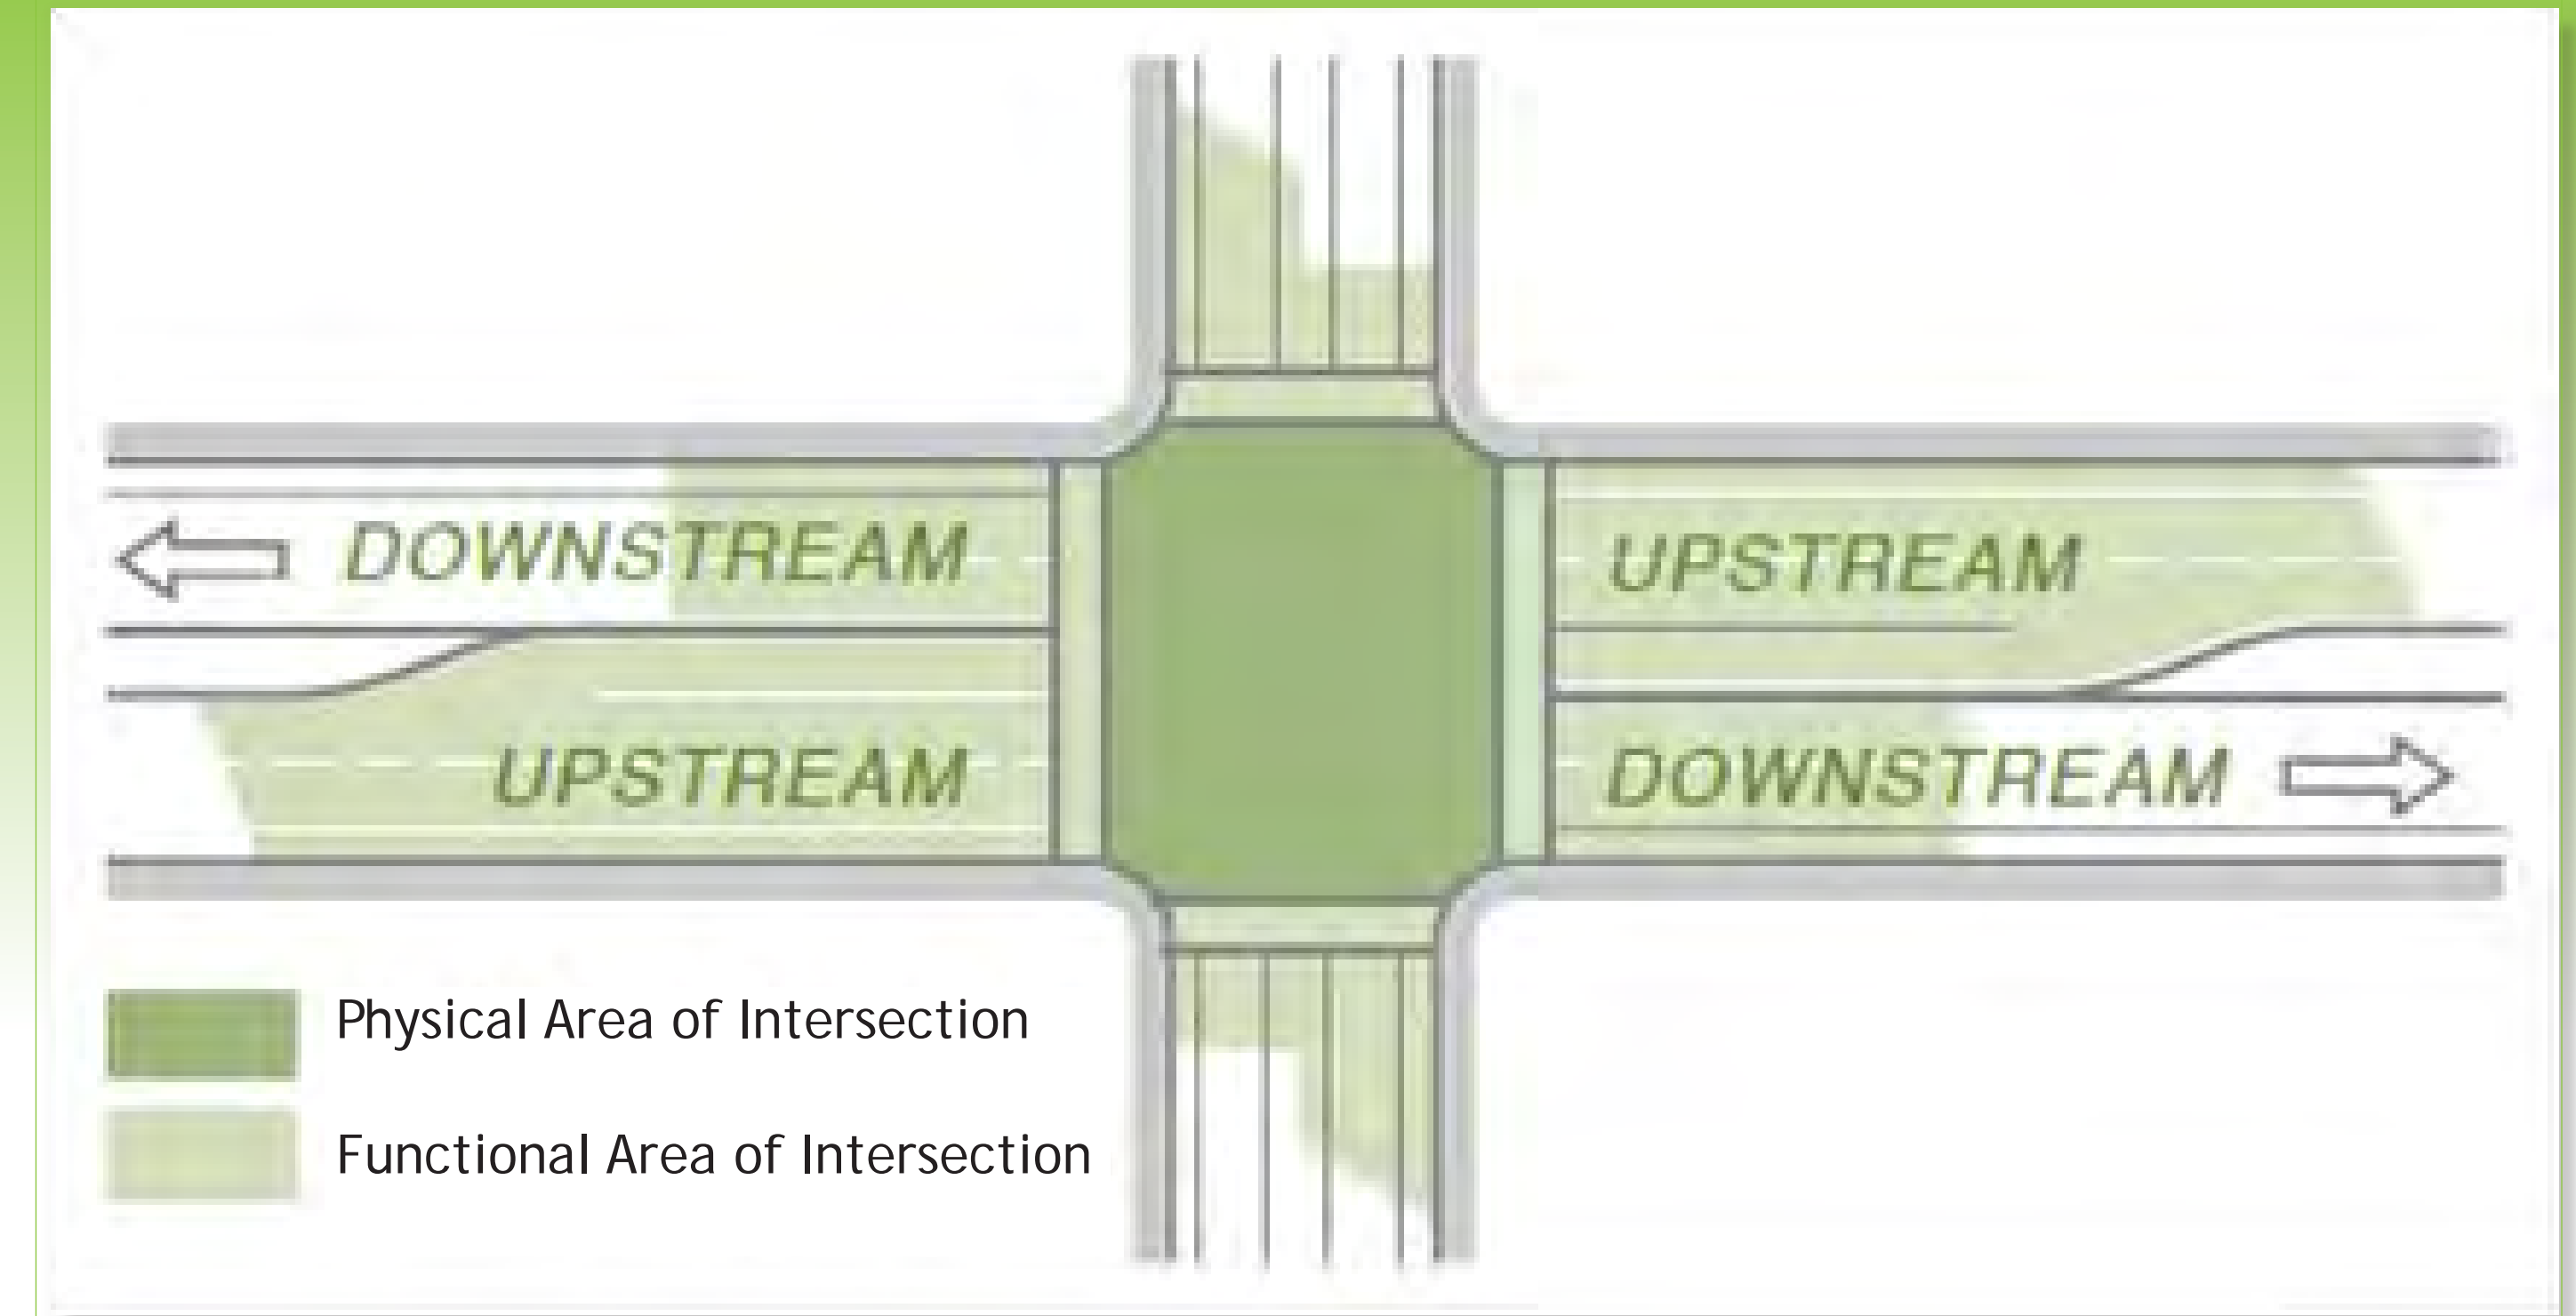 DOWNSTREAM
UPSTREAM
UPSTREAM
DOWNSTREAM
Physical Area of Intersection
Functional Area of Intersection